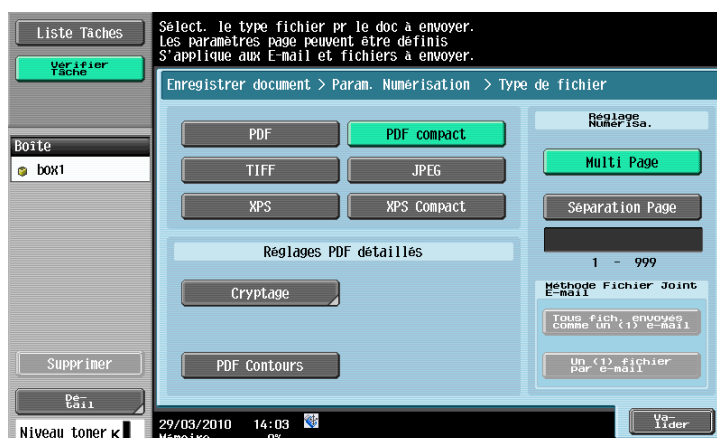 Liste Tâches
Vérifier
Tâche
Sélect. le type fichier pr le doc à envoyer.
Les paramètres page peuvent être définis
S'applique aux E-mail et fichiers à envoyer.
Enregistrer document > Param. Numérisation > Type de fichier
Boîte
box1
PDF
PDF compact
TIFF
JPEG
XPS
XPS Compact
Réglages PDF détaillés
Cryptage
PDF Contours
Réglage
Numérisa.
Multi Page
Séparation Page
1 - 999
Méthode Fichier Joint
E-mail
Tous fich. envoyés
comme un (1) e-mail
Un (1) fichier
par e-mail
Supprimer
Dé-
tail
Niveau toner K
29/03/2010 14:03
Mémoire 0%
Va-
lider